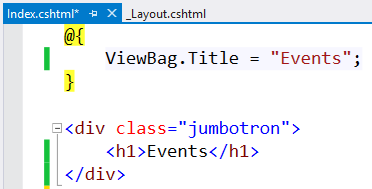 Index.cshtml* _Layout.cshtml
@{
ViewBag.Title = "Events";
}
<div class="jumbotron">
<h1>Events</h1>
</div>